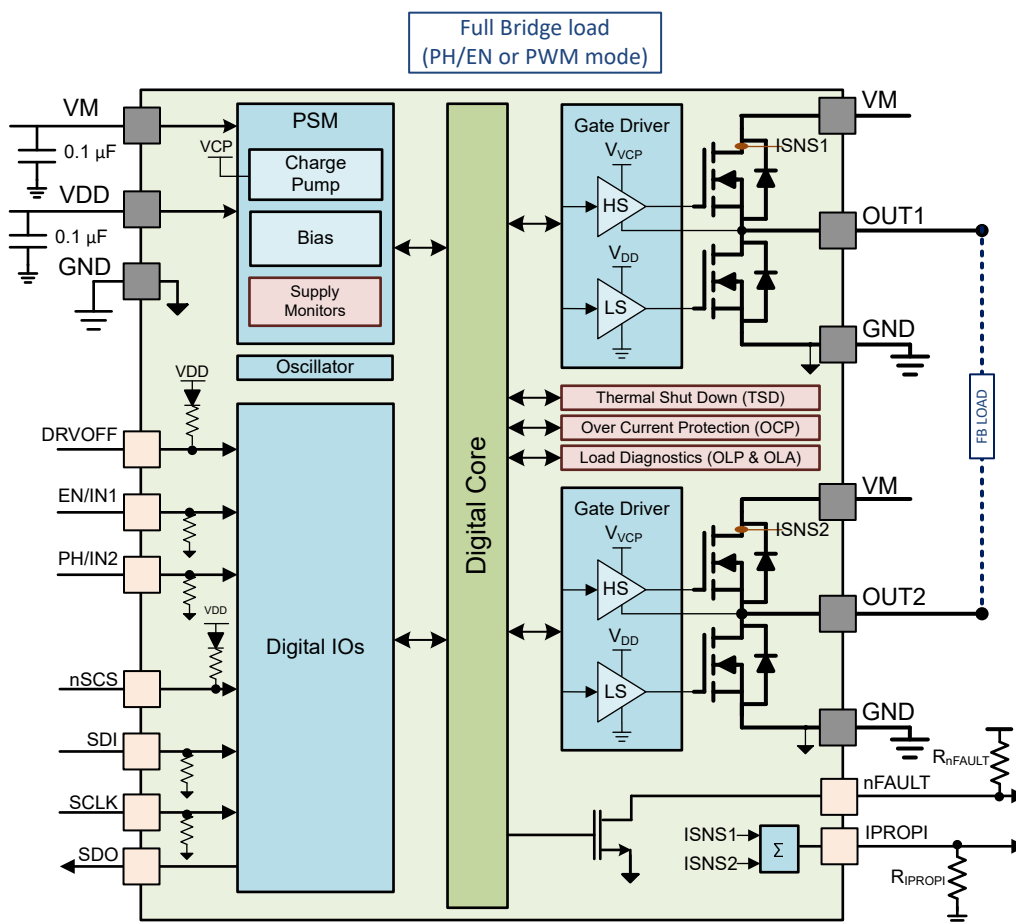 Full Bridge load
(PH/EN or PWM mode)
VM
0.1 µF
VDD
0.1 µF
GND
PSM
VCP
Charge
Pump
Bias
Supply
Monitors
Oscillator
VDD
DRVOFF
EN/IN1
PH/IN2
VDD
nSCS
SDI
SCLK
SDO
Digital IOs
Digital Core
Gate Driver
VVCP
HS
VDD
LS
ISNS1
VM
OUT1
GND
FB LOAD
Thermal Shut Down (TSD)
Over Current Protection (OCP)
Load Diagnostics (OLP & OLA)
Gate Driver
VVCP
HS
VDD
LS
ISNS2
VM
OUT2
GND
RnFAULT
nFAULT
ISNS1
ISNS2
Σ
IPROPI
RIPROPI